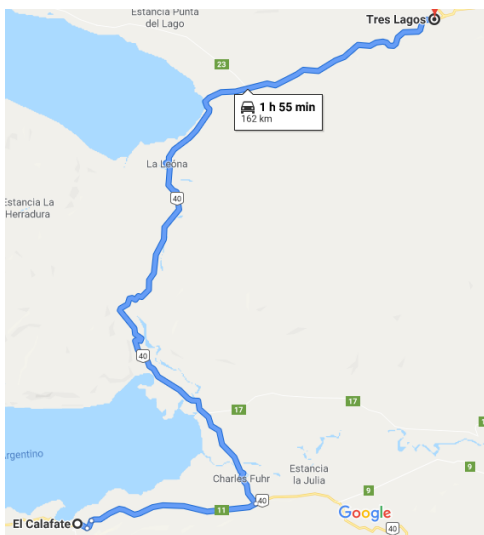 Estancia Punta
del Lago
Tres Lagos
23
1 h 55 min
162 km
La Leona
40
Estancia La
Herradura
40
17
17
1
Argentino
Estancia
la Julia
9
Charles Fuhr
9
40
11
Google
40
El Calafate